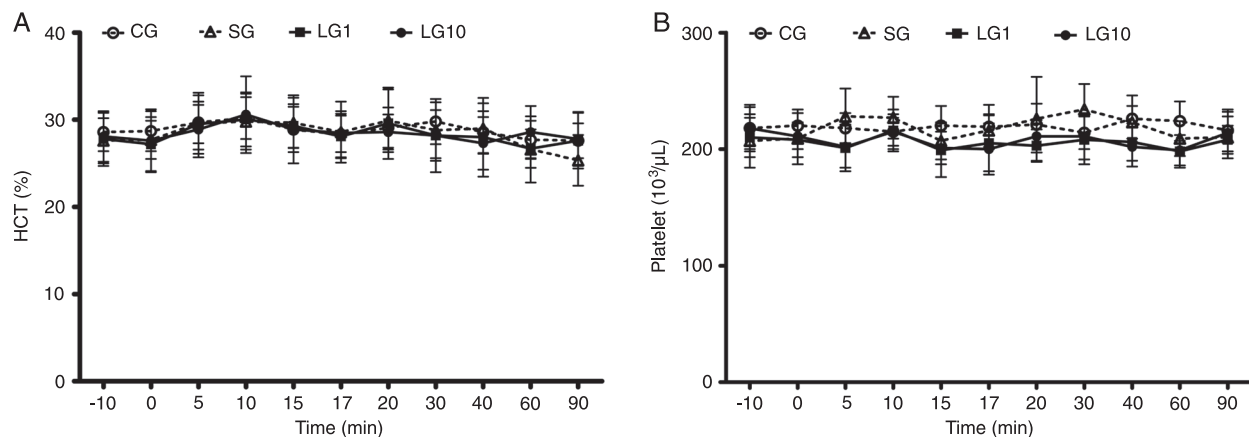 A
CG SG LG1 LG10
HCT (%)
40
30
20
10
0
-10 0 5 10 15 17 20 30 40 60 90
Time (min)
B
CG SG LG1 LG10
Platelet (10³/μL)
300
200
100
0
-10 0 5 10 15 17 20 30 40 60 90
Time (min)